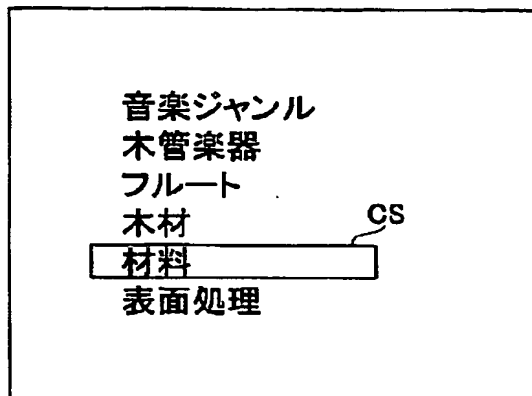 音楽ジャンル
木管楽器
フルート
木材
CS
材料
表面処理